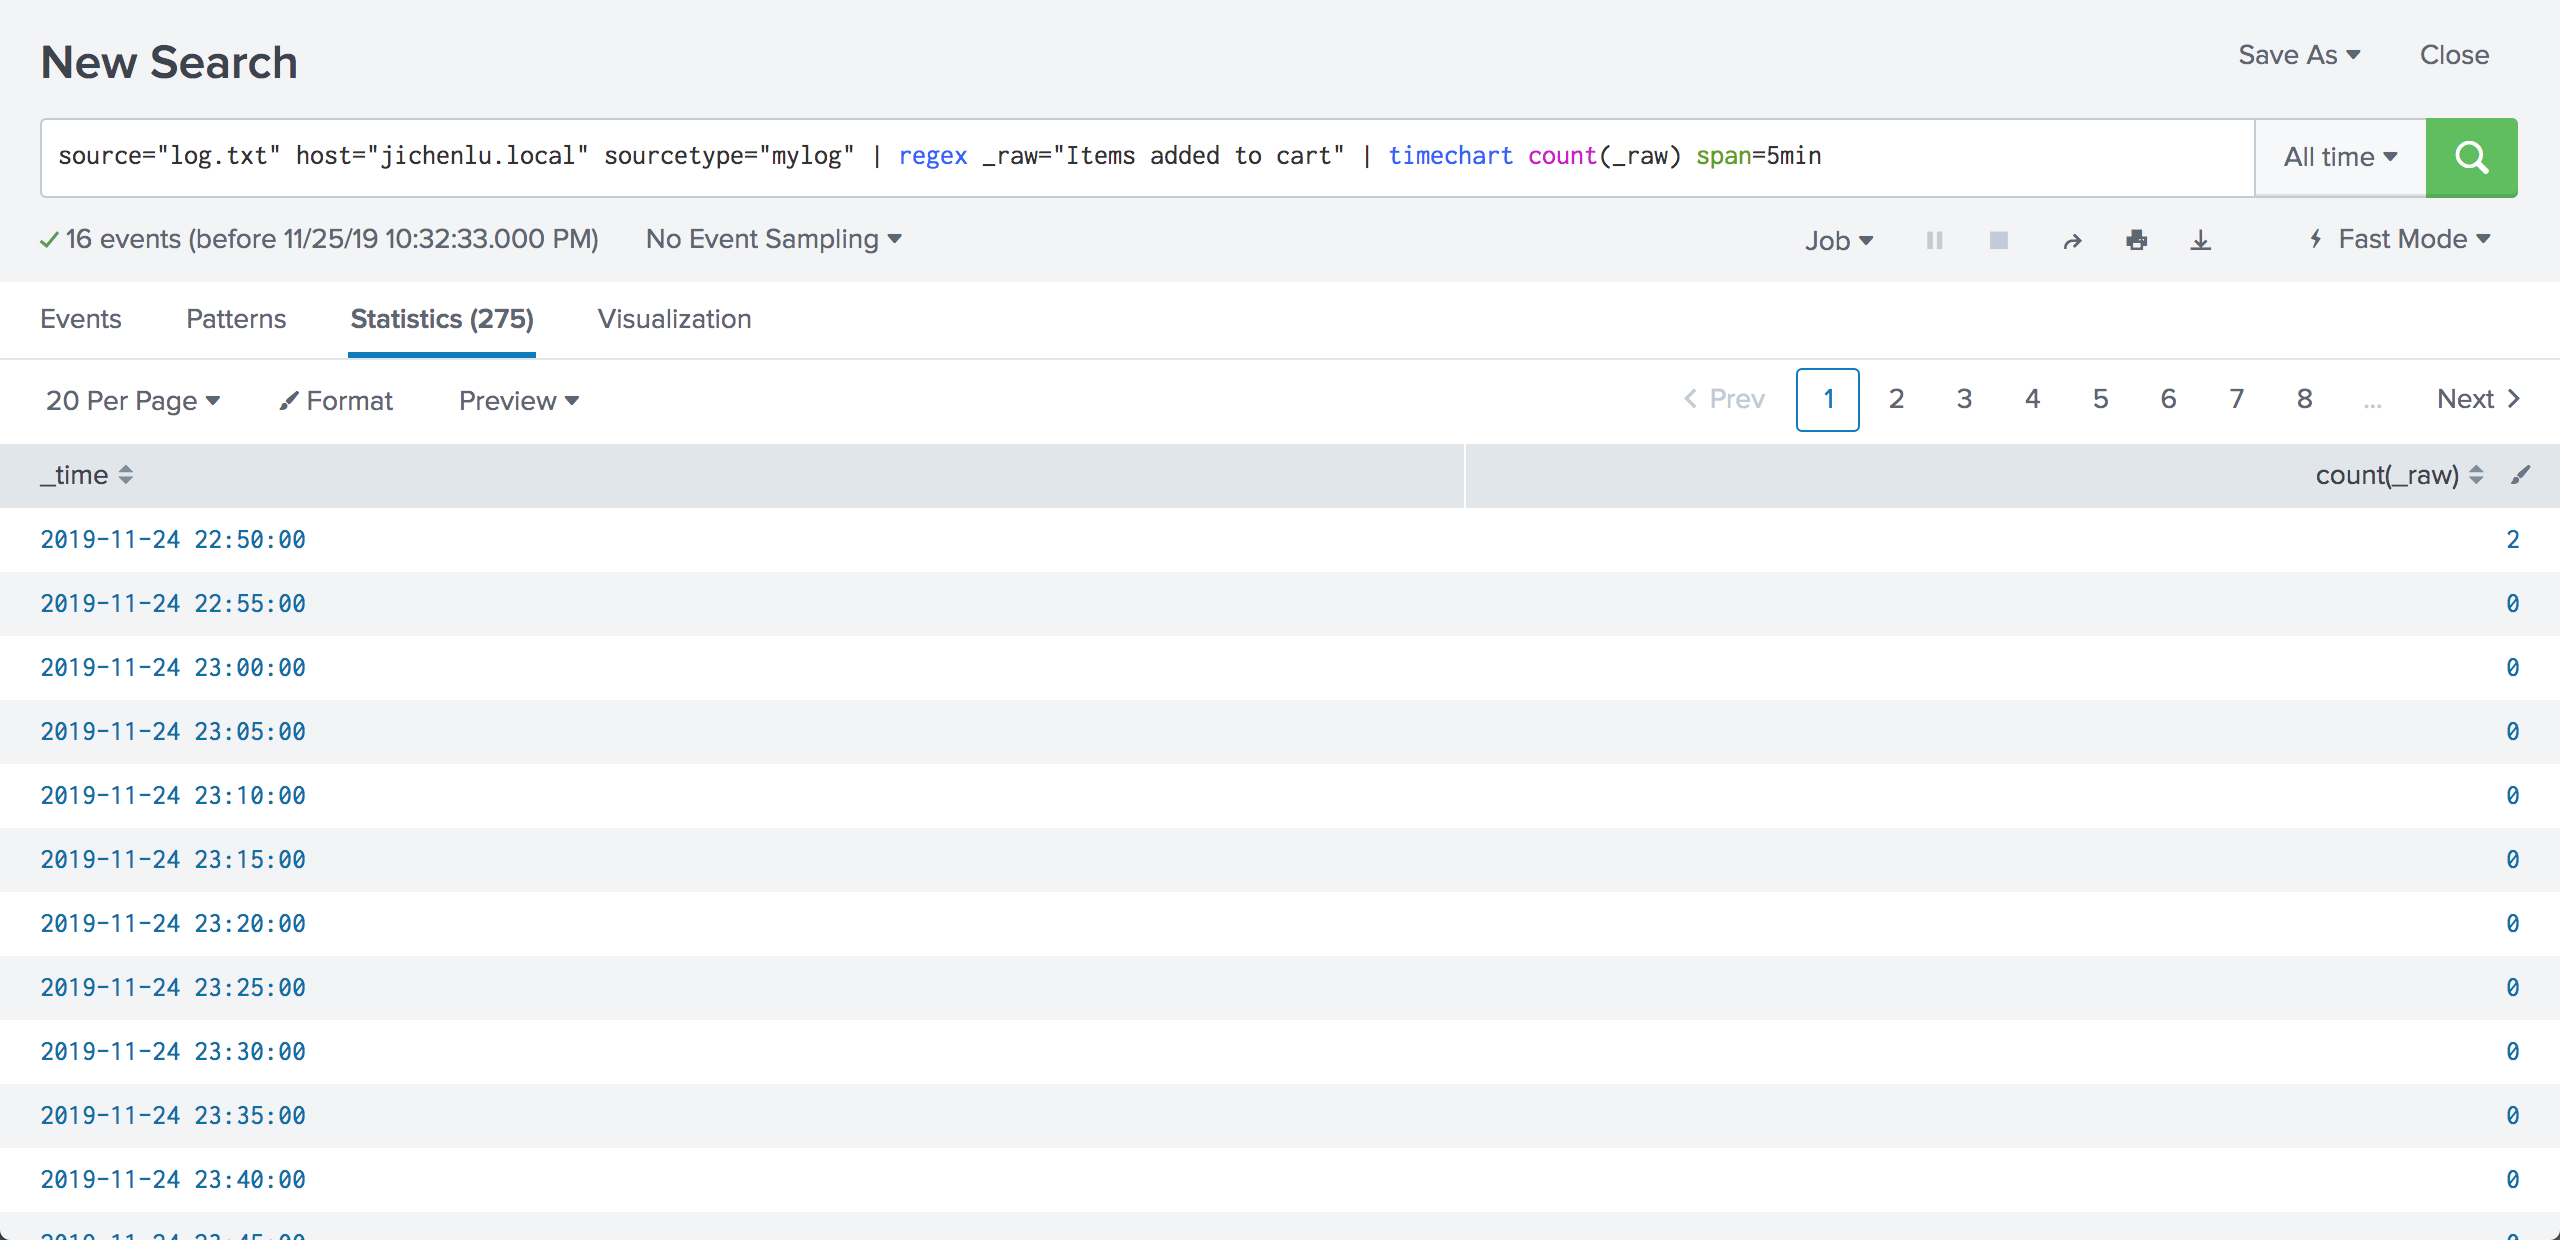 New Search
Save As Close
source="log.txt" host="jichenlu.local" sourcetype="mylog" | regex _raw="Items added to cart" | timechart count(_raw) span=5min
All time
16 events (before 11/25/19 10:32:33.000 PM) No Event Sampling Job Fast Mode
Events Patterns Statistics (275) Visualization
20 Per Page Format Preview Prev 1 2 3 4 5 6 7 8 ... Next
_time count(_raw)
2019-11-24 22:50:00 2
2019-11-24 22:55:00 0
2019-11-24 23:00:00 0
2019-11-24 23:05:00 0
2019-11-24 23:10:00 0
2019-11-24 23:15:00 0
2019-11-24 23:20:00 0
2019-11-24 23:25:00 0
2019-11-24 23:30:00 0
2019-11-24 23:35:00 0
2019-11-24 23:40:00 0
2019-11-24 23:45:00 0